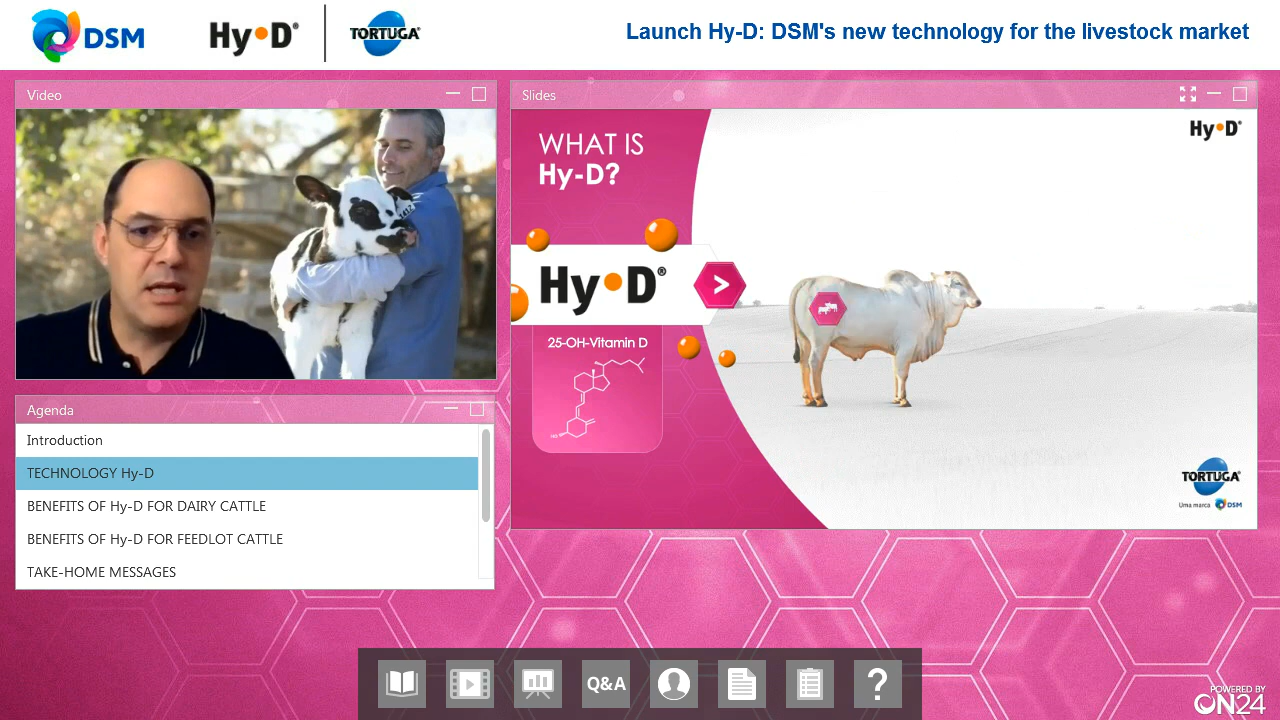 DSM
Hy•D®
TORTUGA
Launch Hy-D: DSM's new technology for the livestock market
Video
Slides
WHAT IS
Hy-D?
Hy•D®
Hy•D®
>
25-OH-Vitamin D
HO
TORTUGA
Uma marca DSM
Agenda
Introduction
TECHNOLOGY Hy-D
BENEFITS OF Hy-D FOR DAIRY CATTLE
BENEFITS OF Hy-D FOR FEEDLOT CATTLE
TAKE-HOME MESSAGES
Q&A
?
POWERED BY
ON24